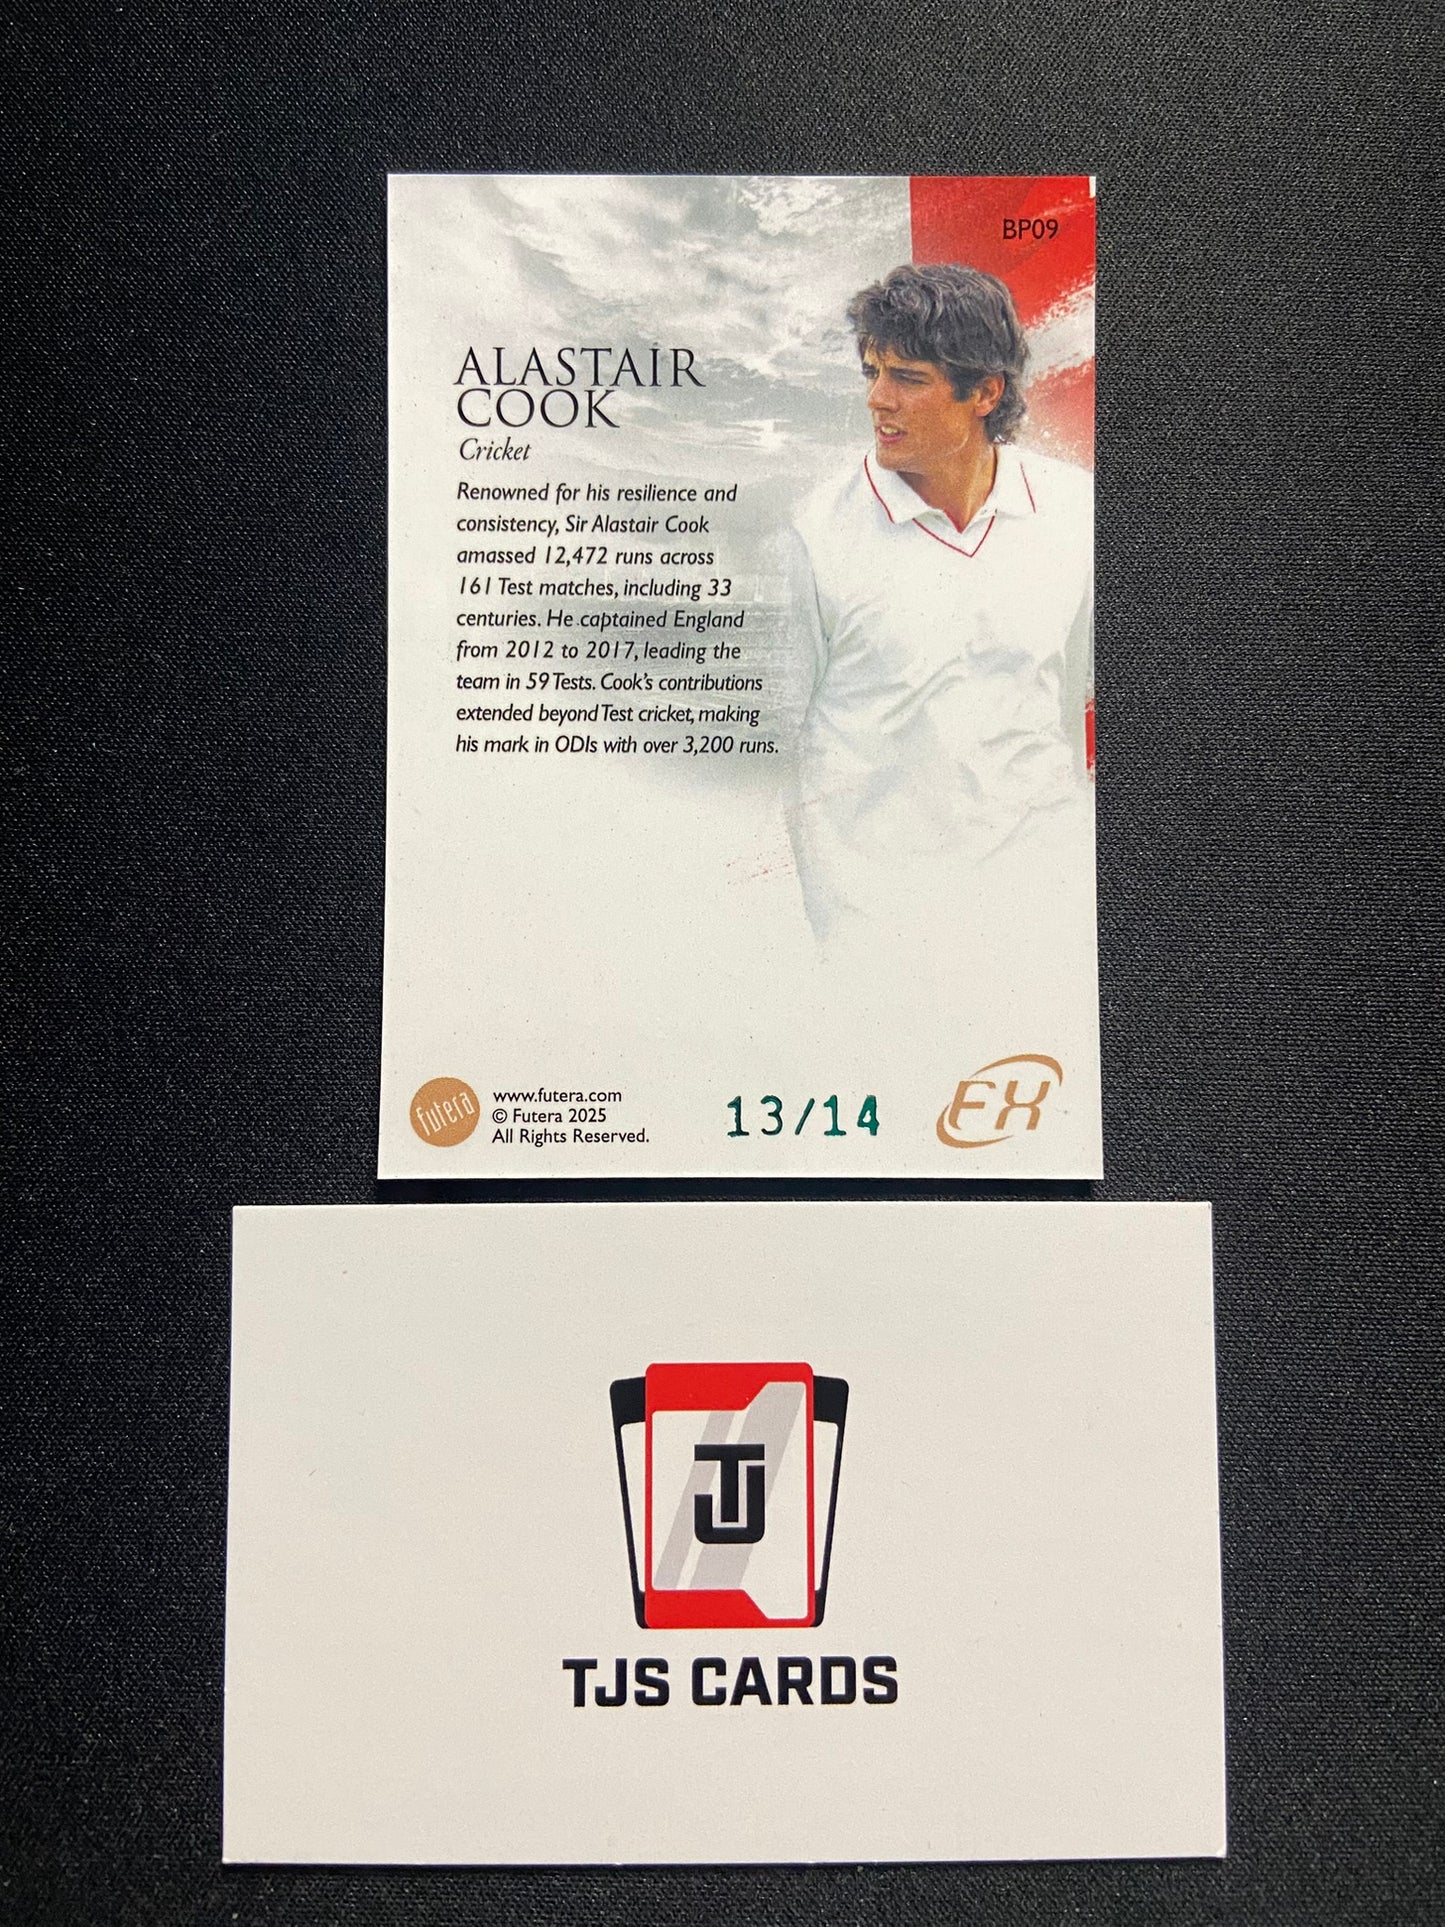 BP09
ALASTAIR
COOK
Cricket
Renowned for his resilience and
consistency, Sir Alastair Cook
amassed 12,472 runs across
161 Test matches, including 33
centuries. He captained England
from 2012 to 2017, leading the
team in 59 Tests. Cook's contributions
extended beyond Test cricket, making
his mark in ODIs with over 3,200 runs.
futera
www.futera.com
© Futera 2025
All Rights Reserved.
13/14
FX
TJ
TJS CARDS